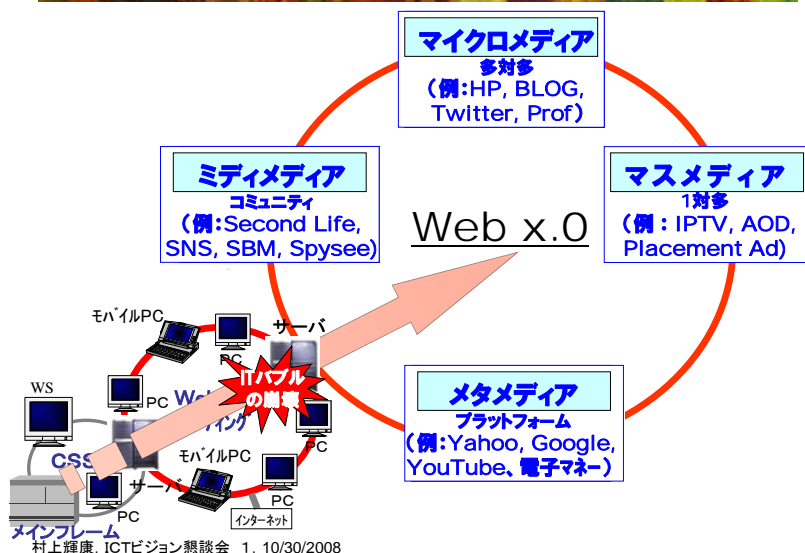 マイクロメディア
多対多
(例:HP, BLOG,
Twitter, Prof)
ミディメディア
コミュニティ
(例:Second Life,
SNS, SBM, Spysee)
マスメディア
1対多
(例：IPTV, AOD,
Placement Ad)
Web x.0
メタメディア
プラットフォーム
(例:Yahoo, Google,
YouTube、電子マネー)
モバイルPC
サーバ
PC
ITバブル
の崩壊
WS
PC
PC
CSS
モバイルPC
サーバ
PC
PC
インターネット
メインフレーム
村上輝康, ICTビジョン懇談会 1, 10/30/2008